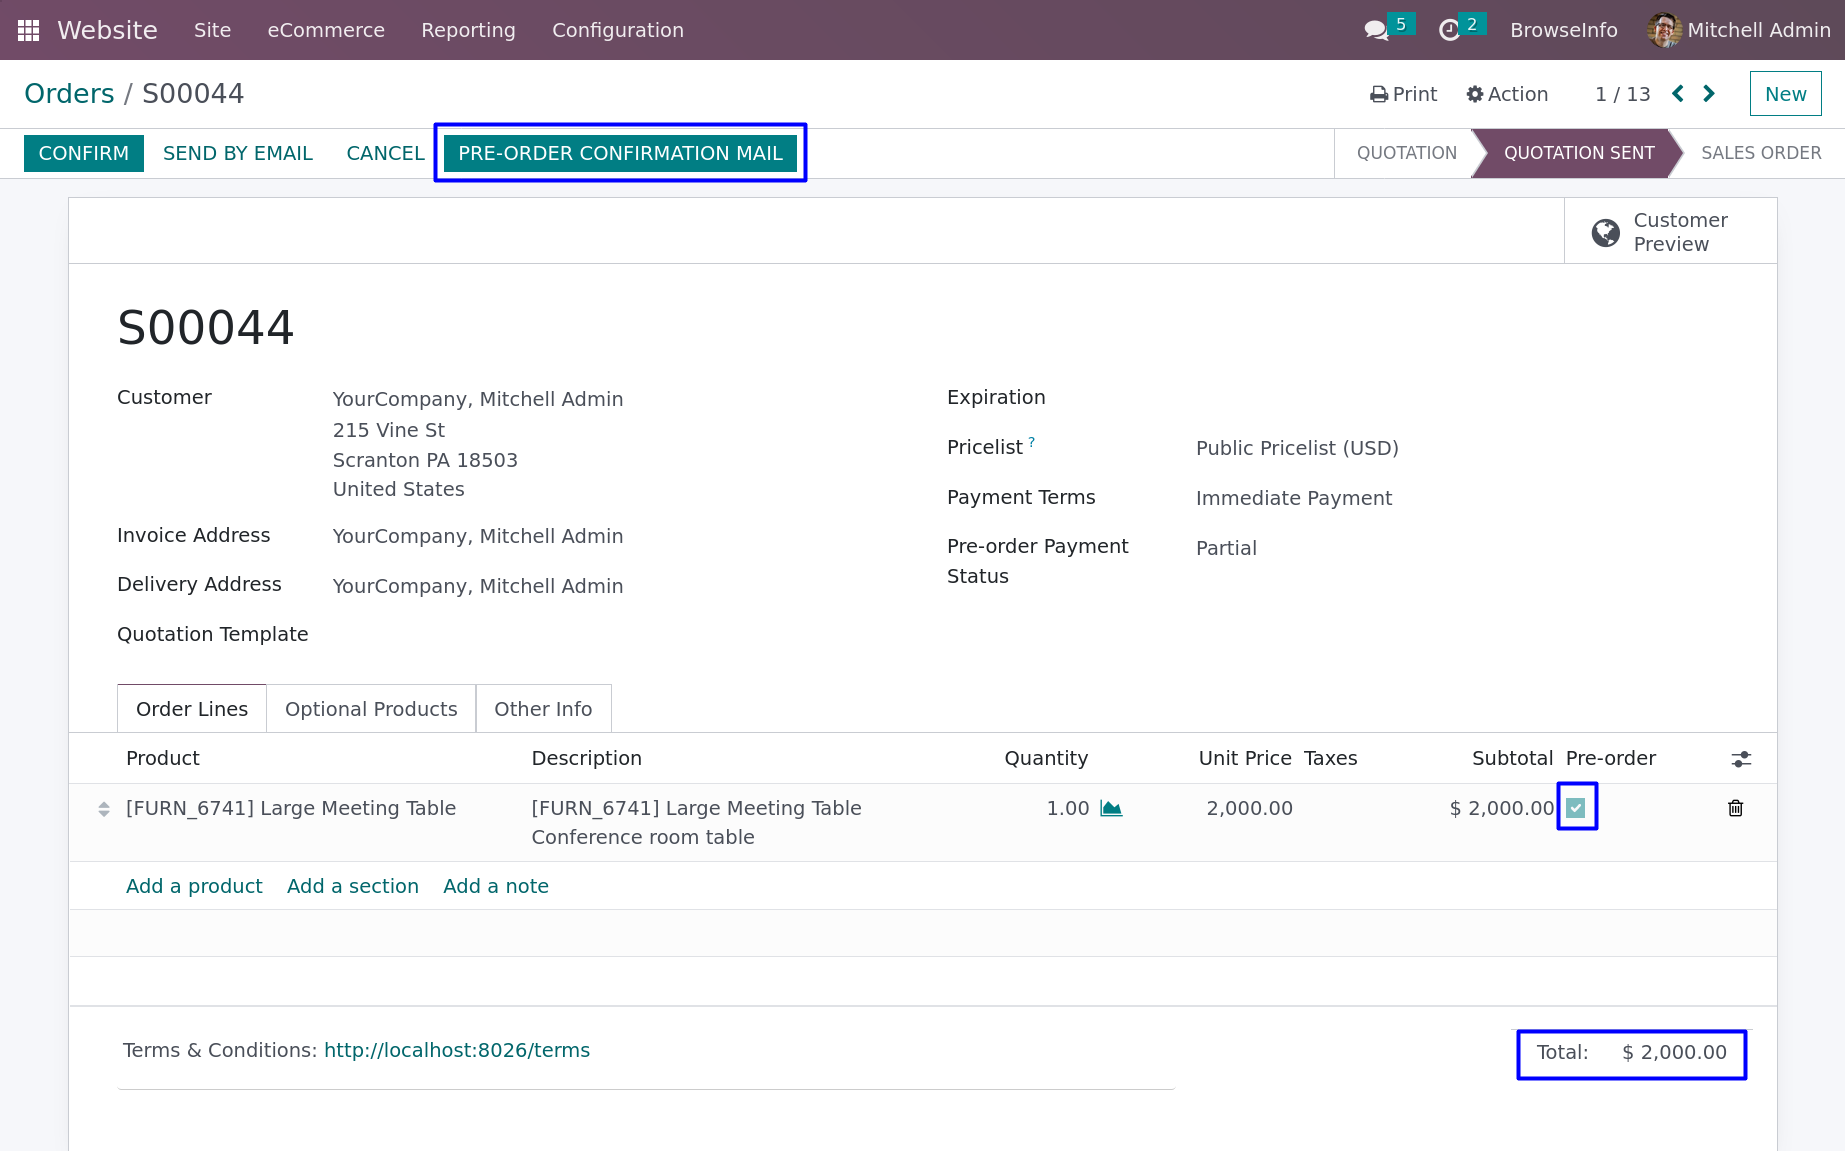 Website Site eCommerce Reporting Configuration 5 2 BrowseInfo Mitchell Admin
Orders / S00044 Print Action 1 / 13 New
CONFIRM SEND BY EMAIL CANCEL PRE-ORDER CONFIRMATION MAIL QUOTATION QUOTATION SENT SALES ORDER
Customer
Preview
S00044
Customer YourCompany, Mitchell Admin
215 Vine St
Scranton PA 18503
United States
Invoice Address YourCompany, Mitchell Admin
Delivery Address YourCompany, Mitchell Admin
Quotation Template
Expiration
Pricelist ? Public Pricelist (USD)
Payment Terms Immediate Payment
Pre-order Payment Partial
Status
Order Lines Optional Products Other Info
Product Description Quantity Unit Price Taxes Subtotal Pre-order
[FURN_6741] Large Meeting Table [FURN_6741] Large Meeting Table 1.00 2,000.00 $ 2,000.00
Conference room table
Add a product Add a section Add a note
Terms & Conditions: http://localhost:8026/terms Total: $ 2,000.00